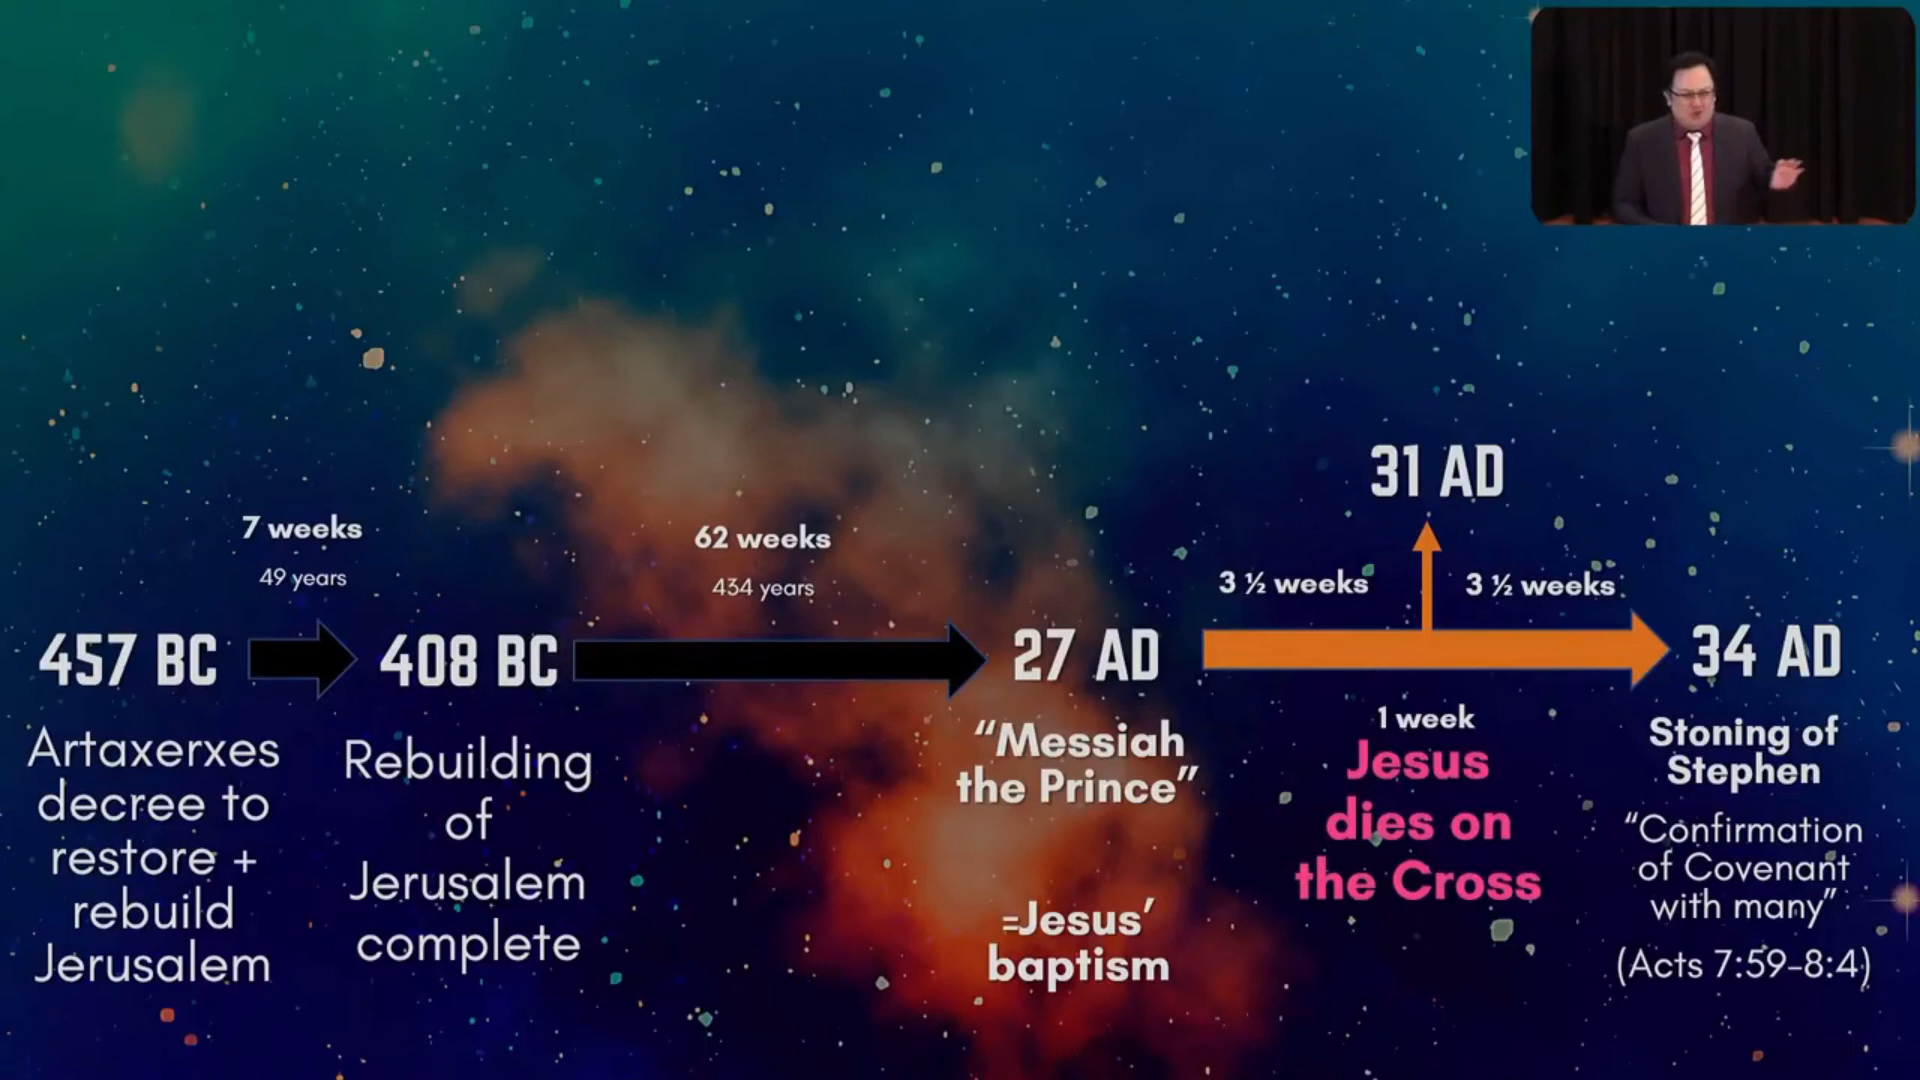 31 AD
7 weeks
49 years
62 weeks
434 years
3 ½ weeks
3 ½ weeks
457 BC
408 BC
27 AD
34 AD
Artaxerxes
decree to
restore +
rebuild
Jerusalem
Rebuilding
of
Jerusalem
complete
“Messiah
the Prince”
=Jesus’
baptism
1 week
Jesus
dies on
the Cross
Stoning of
Stephen
“Confirmation
of Covenant
with many”
(Acts 7:59-8:4)